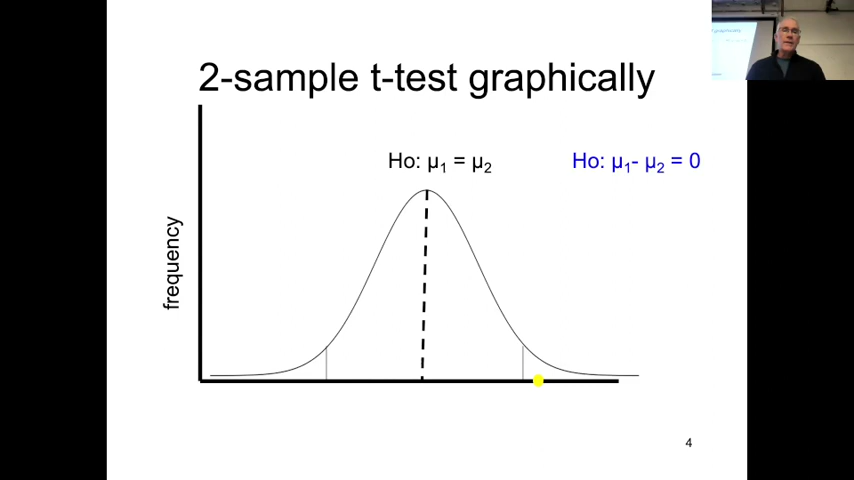 2-sample t-test graphically
Ho: μ₁ = μ₂
Ho: μ₁- μ₂ = 0
frequency
4